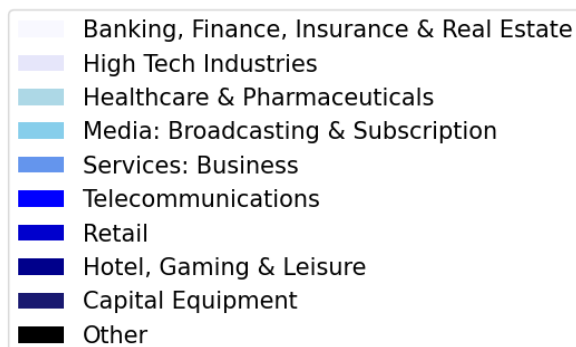 Banking, Finance, Insurance & Real Estate
High Tech Industries
Healthcare & Pharmaceuticals
Media: Broadcasting & Subscription
Services: Business
Telecommunications
Retail
Hotel, Gaming & Leisure
Capital Equipment
Other